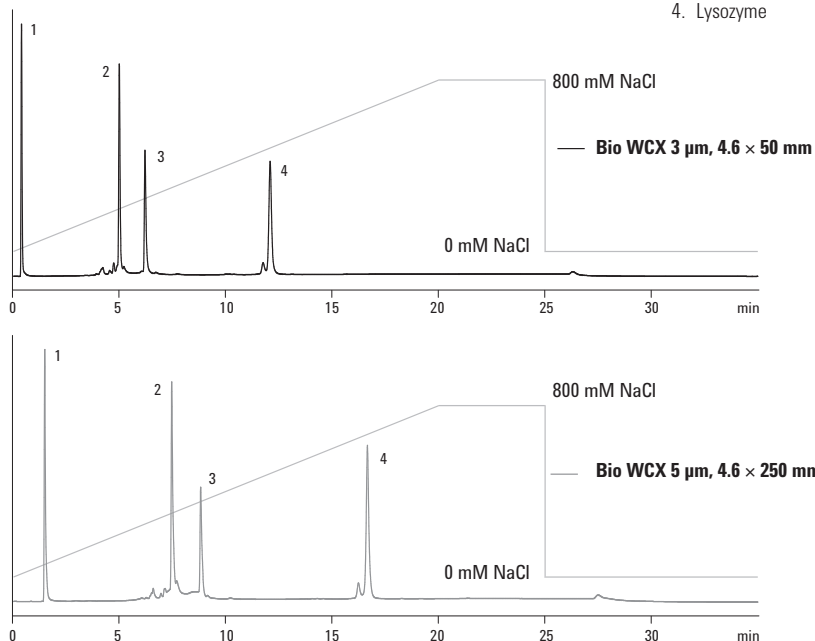 4. Lysozyme
1
2
3
4
800 mM NaCl
Bio WCX 3 µm, 4.6 × 50 mm
0 mM NaCl
0 5 10 15 20 25 30 min
1
2
3
4
800 mM NaCl
Bio WCX 5 µm, 4.6 × 250 mm
0 mM NaCl
0 5 10 15 20 25 30 min